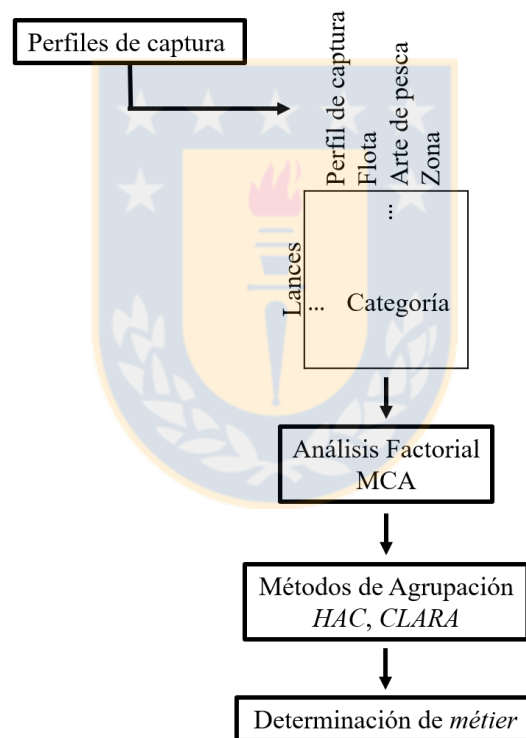 Perfiles de captura
Perfil de captura
Flota
Arte de pesca
Zona
...
Lances
... Categoría
Análisis Factorial
MCA
Métodos de Agrupación
HAC, CLARA
Determinación de métier